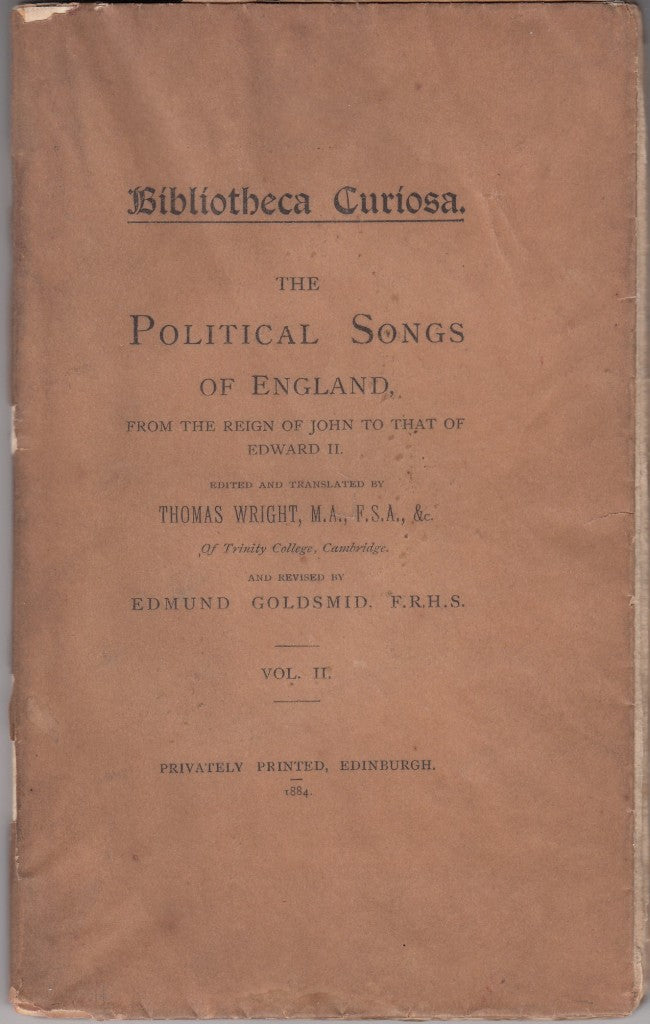 Bibliotheca Curiosa.
THE
POLITICAL SONGS
OF ENGLAND,
FROM THE REIGN OF JOHN TO THAT OF
EDWARD II.
EDITED AND TRANSLATED BY
THOMAS WRIGHT, M.A., F.S.A., &c.
Of Trinity College, Cambridge.
AND REVISED BY
EDMUND GOLDSMID, F.R.H.S.
VOL. II.
PRIVATELY PRINTED, EDINBURGH.
1884.